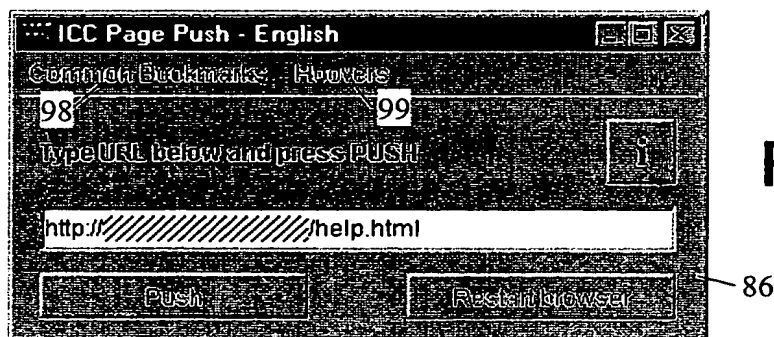 ICC Page Push - English
Common Bookmarks Hoovers
98 99
Type URL below and press PUSH
i
http:// /help.html
Push Restart browser
86